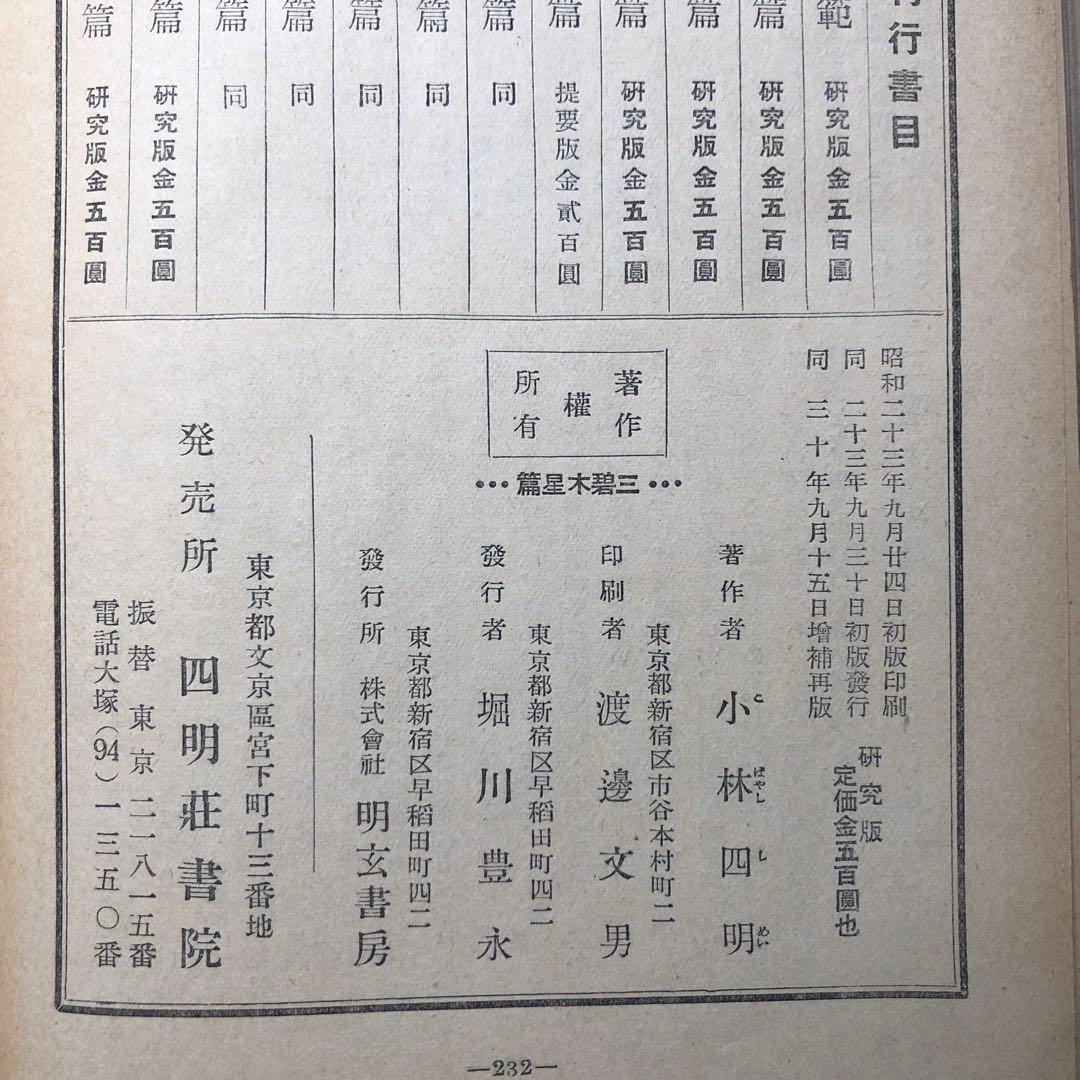 行書目
範 研究版金五百圓
篇 研究版金五百圓
篇 研究版金五百圓
篇 研究版金五百圓
篇 提要版金貳百圓
篇 同
篇 同
篇 同
篇 同
篇 同
篇 研究版金五百圓
篇 研究版金五百圓
昭和二十三年九月廿四日初版印刷
同 二十三年九月三十日初版發行
同 三十年九月十五日增補再版
研究版
定価金五百圓也
著作
權
所有
•••三碧木星篇•••
著作者 小林四明
こ ばやし し めい
東京都新宿区市谷本村町二
印刷者 渡邊文男
東京都新宿区早稲田町四二
發行者 堀川豊永
東京都新宿区早稲田町四二
發行所 株式會社 明玄書房
東京都文京區宮下町十三番地
発売所 四明莊書院
振替 東京 二一八一五番
電話大塚(94)一三五〇番
—232—